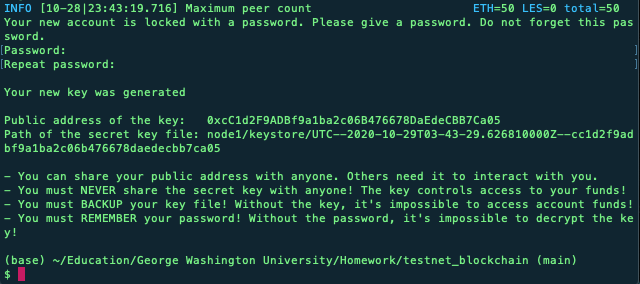 INFO [10-28|23:43:19.716] Maximum peer count                       ETH=50 LES=0 total=50
Your new account is locked with a password. Please give a password. Do not forget this pas
sword.
[Password:                                                                                ]
[Repeat password:                                                                         ]
Your new key was generated
Public address of the key:   0xcC1d2F9ADBf9a1ba2c06B476678DaEdeCBB7Ca05
Path of the secret key file: node1/keystore/UTC--2020-10-29T03-43-29.626810000Z--cc1d2f9ad
bf9a1ba2c06b476678daedecbb7ca05
- You can share your public address with anyone. Others need it to interact with you.
- You must NEVER share the secret key with anyone! The key controls access to your funds!
- You must BACKUP your key file! Without the key, it's impossible to access account funds!
- You must REMEMBER your password! Without the password, it's impossible to decrypt the ke
y!
(base) ~/Education/George Washington University/Homework/testnet_blockchain (main)
$